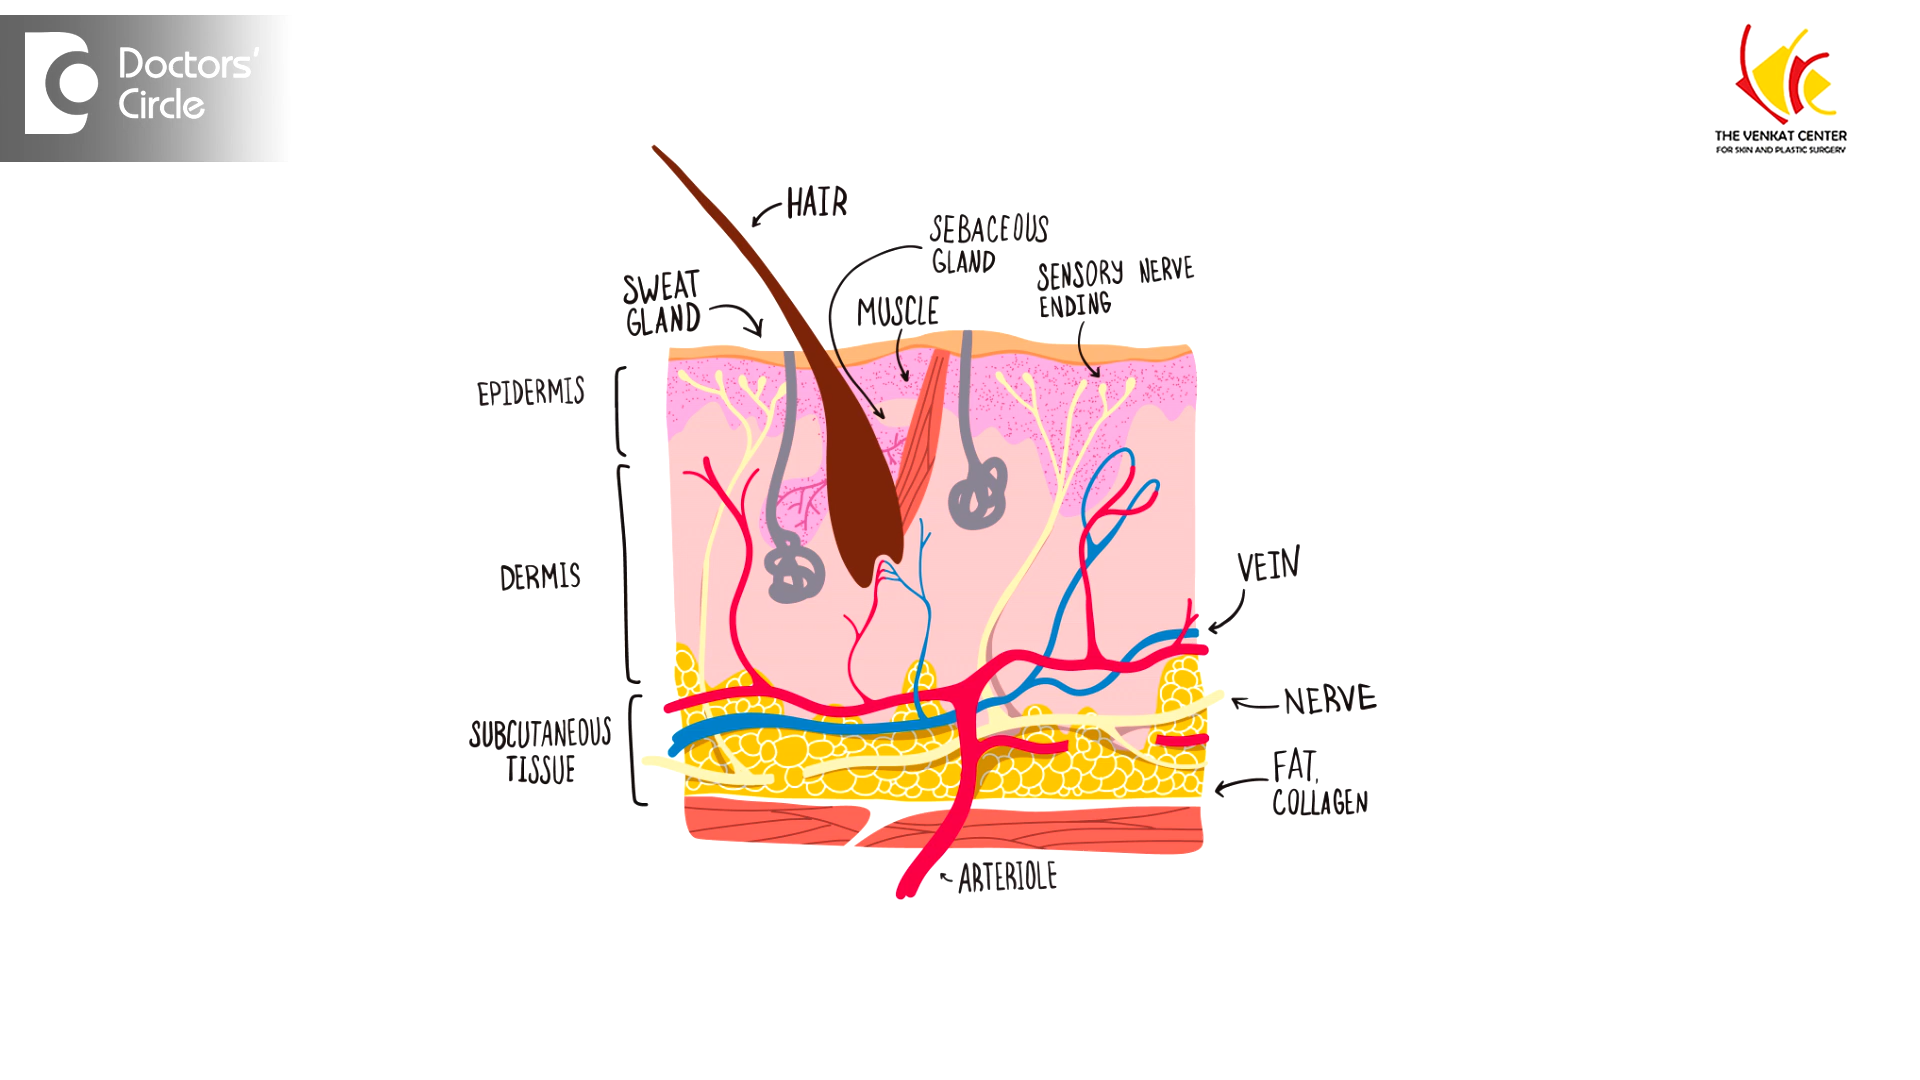 Doctors'
Circle
THE VENKAT CENTER
FOR SKIN AND PLASTIC SURGERY
HAIR
SEBACEOUS
GLAND
SENSORY NERVE
ENDING
SWEAT
GLAND
MUSCLE
EPIDERMIS
DERMIS
VEIN
NERVE
SUBCUTANEOUS
TISSUE
FAT,
COLLAGEN
ARTERIOLE